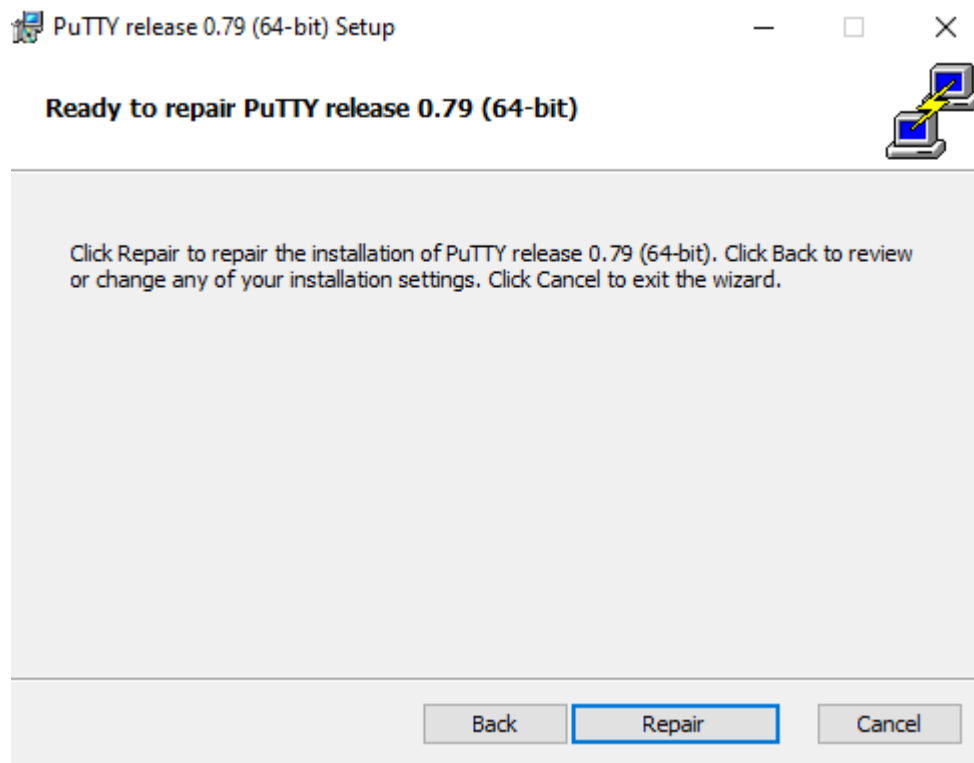 PuTTY release 0.79 (64-bit) Setup
Ready to repair PuTTY release 0.79 (64-bit)
Click Repair to repair the installation of PuTTY release 0.79 (64-bit). Click Back to review
or change any of your installation settings. Click Cancel to exit the wizard.
Back Repair Cancel